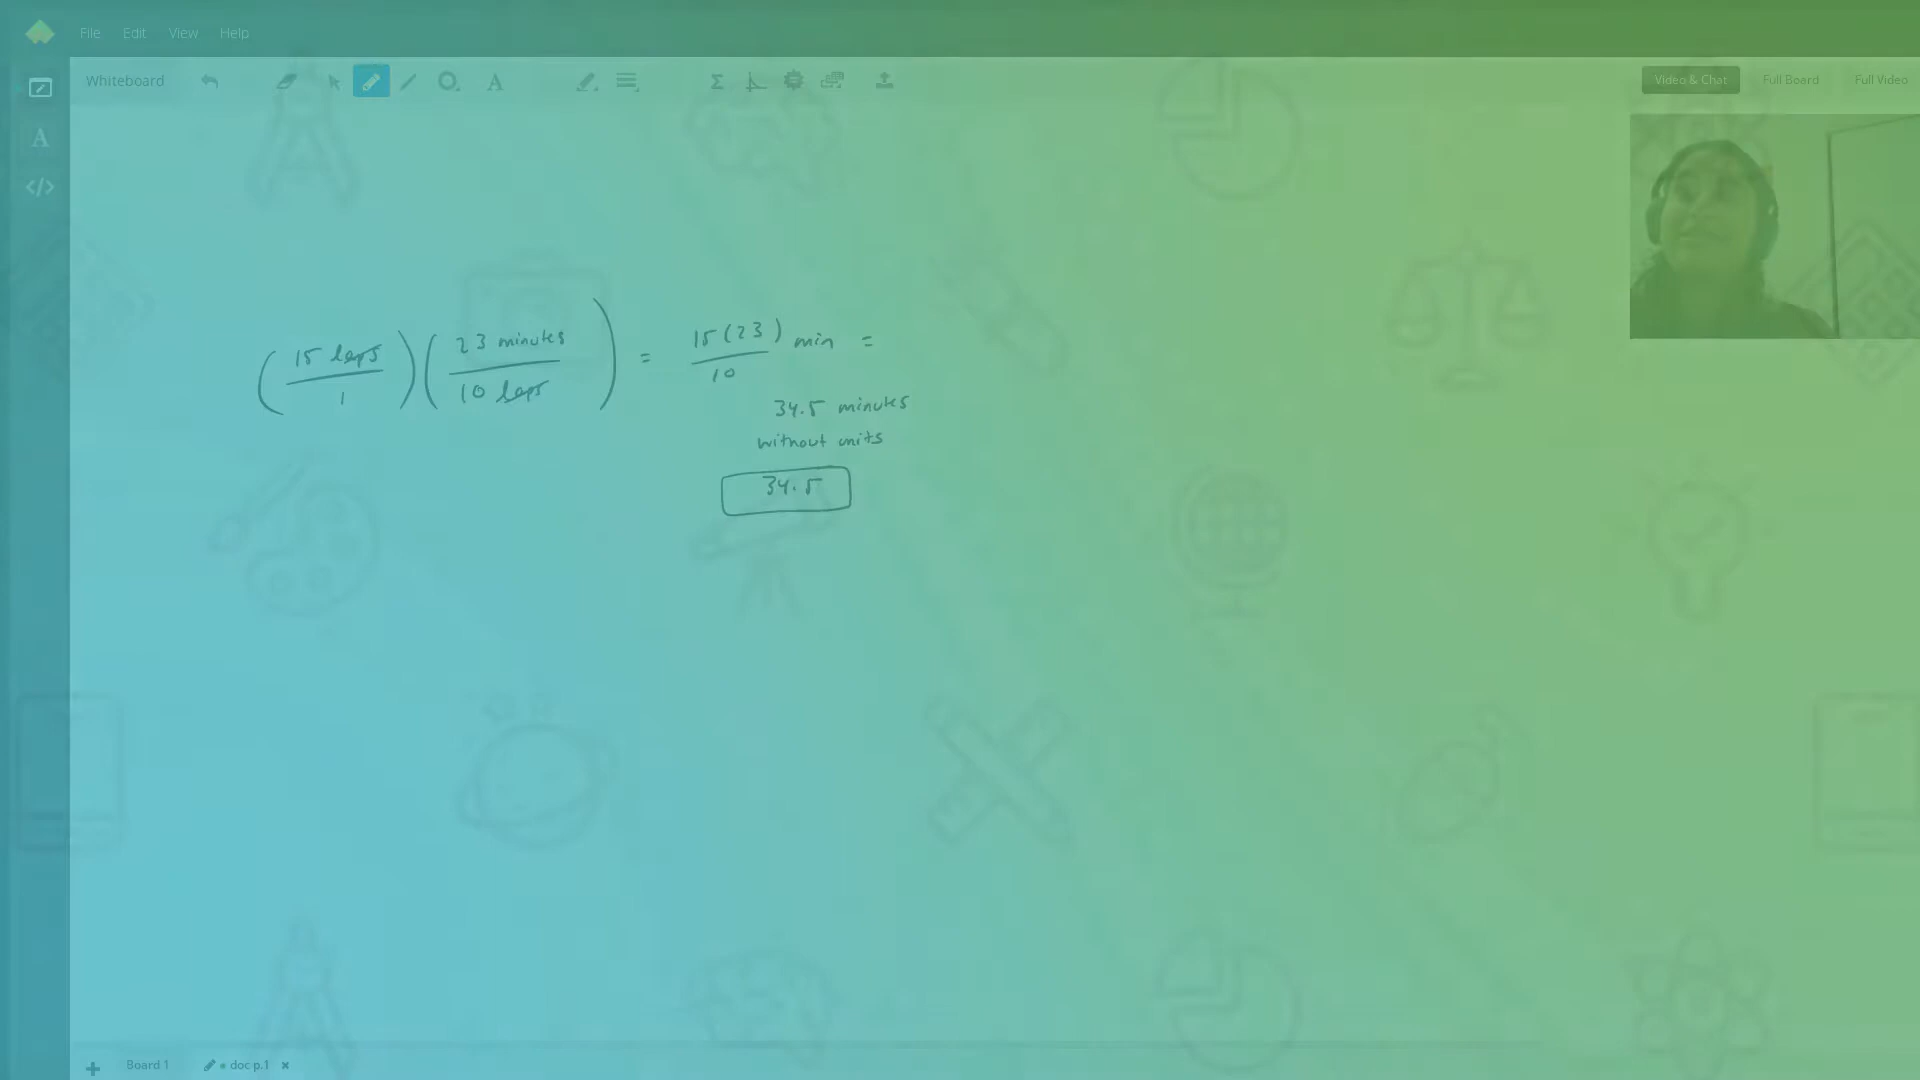 File Edit View Help
Whiteboard
A
Σ
Video & Chat Full Board Full Video
A
</>
(15 laps / 1)(23 minutes / 10 laps) = 15(23) / 10 min =
34.5 minutes
without units
34.5
+ Board 1 doc p.1 ×